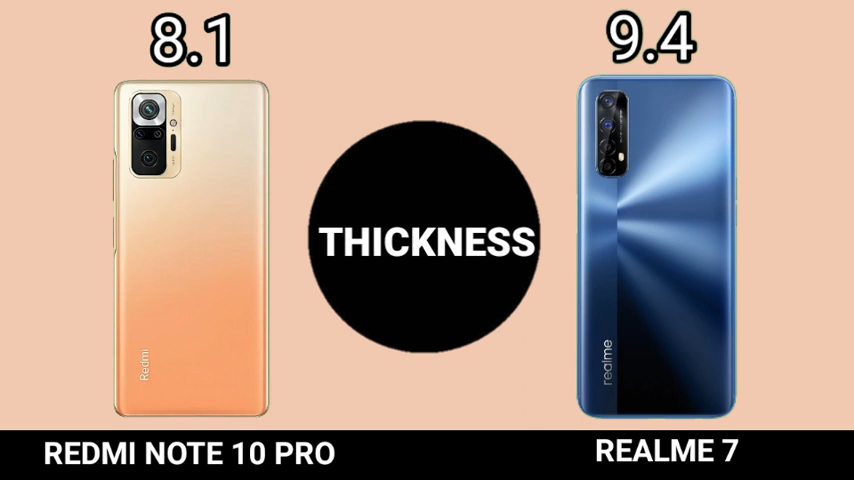 8.1
9.4
THICKNESS
Redmi
realme
REDMI NOTE 10 PRO
REALME 7